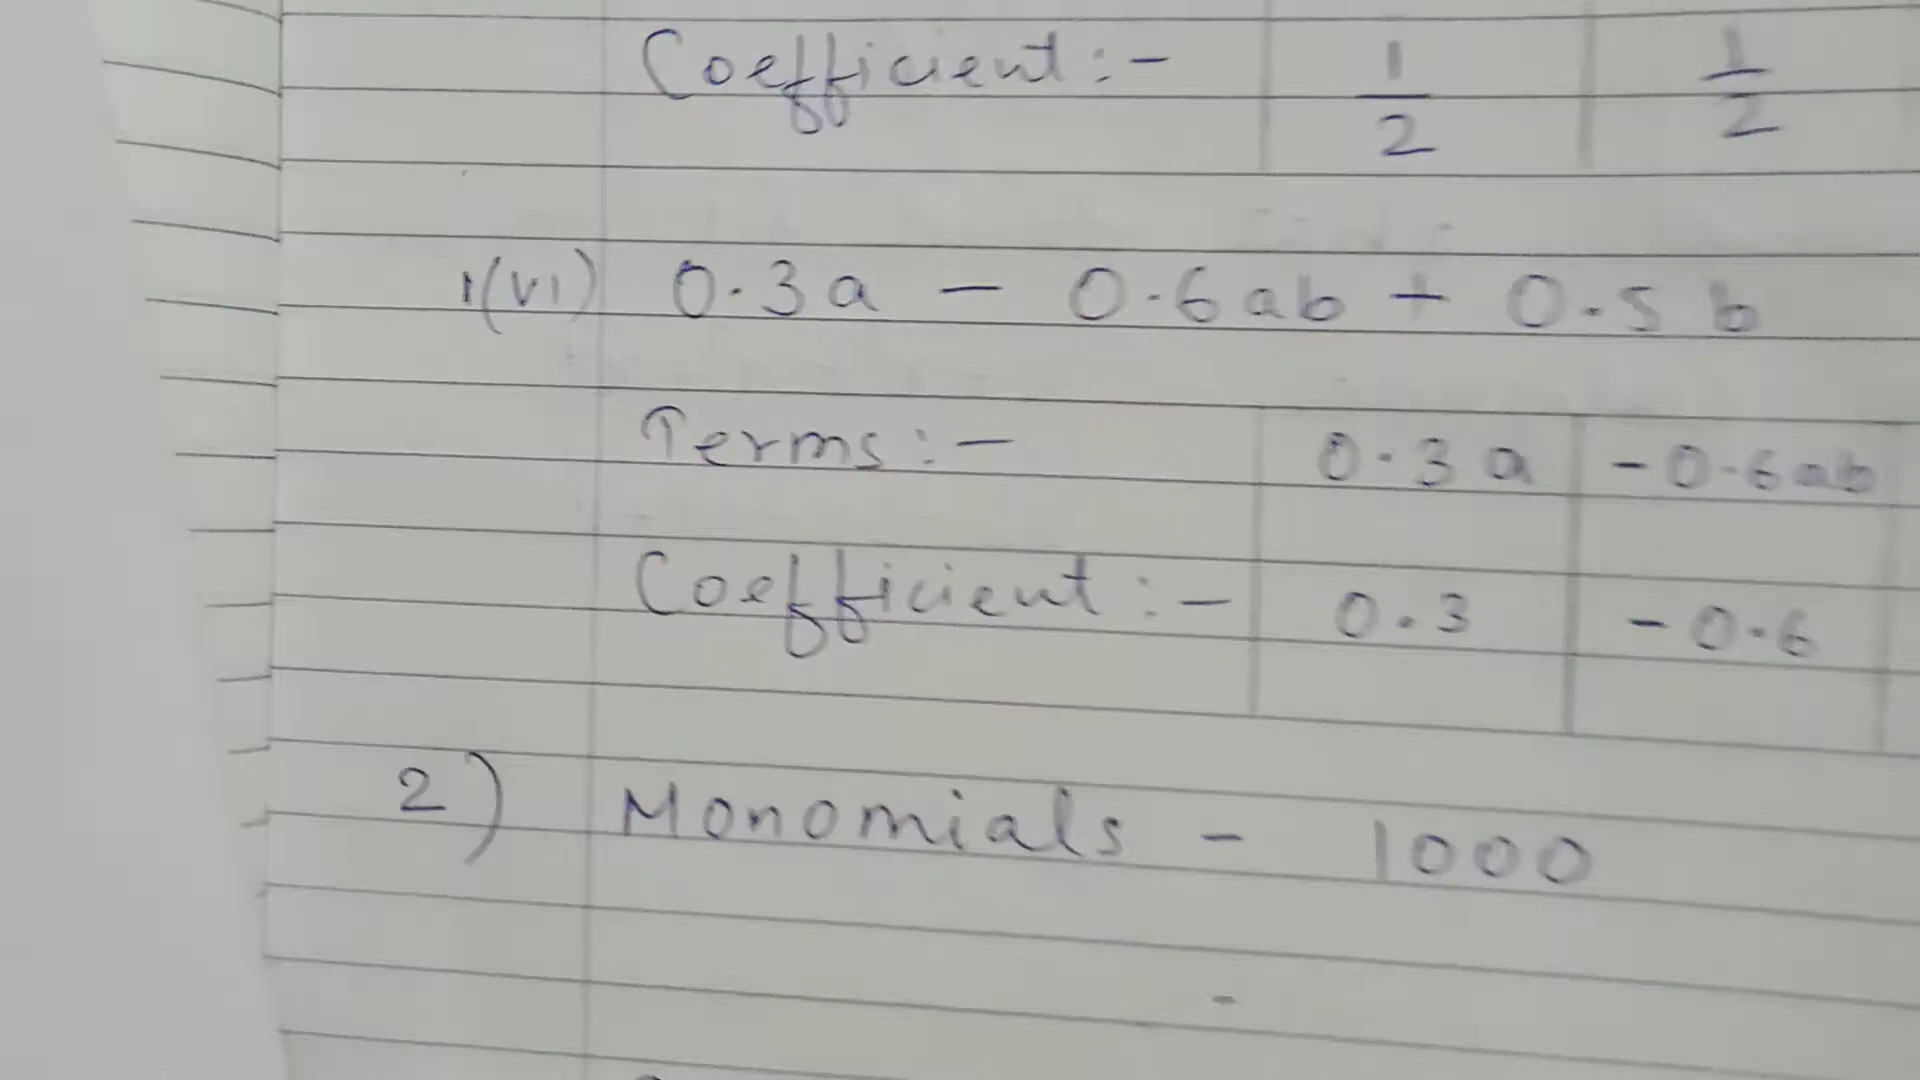 Coefficient :- 1/2 1/2
1(vi) 0.3a - 0.6ab + 0.5 b
Terms :- 0.3a -0.6ab
Coefficient :- 0.3 -0.6
2) Monomials - 1000